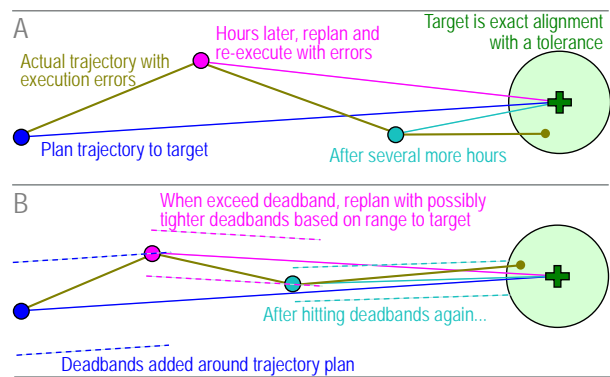 A
Hours later, replan and
re-execute with errors
Target is exact alignment
with a tolerance
Actual trajectory with
execution errors
Plan trajectory to target
After several more hours
B
When exceed deadband, replan with possibly
tighter deadbands based on range to target
After hitting deadbands again...
Deadbands added around trajectory plan